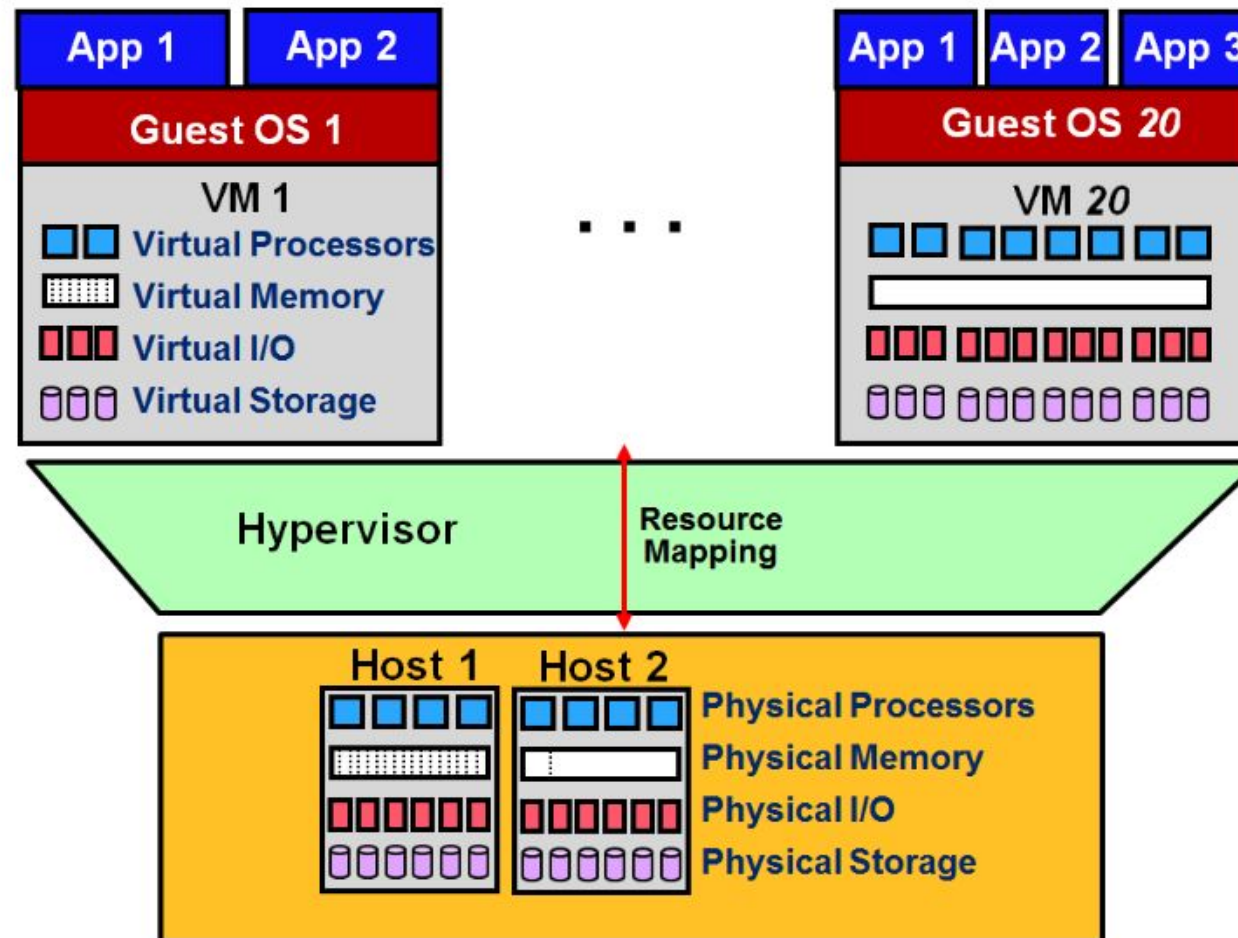 App 1
App 2
Guest OS 1
VM 1
Virtual Processors
Virtual Memory
Virtual I/O
Virtual Storage
. . .
App 1
App 2
App 3
Guest OS 20
VM 20
Hypervisor
Resource
Mapping
Host 1
Host 2
Physical Processors
Physical Memory
Physical I/O
Physical Storage